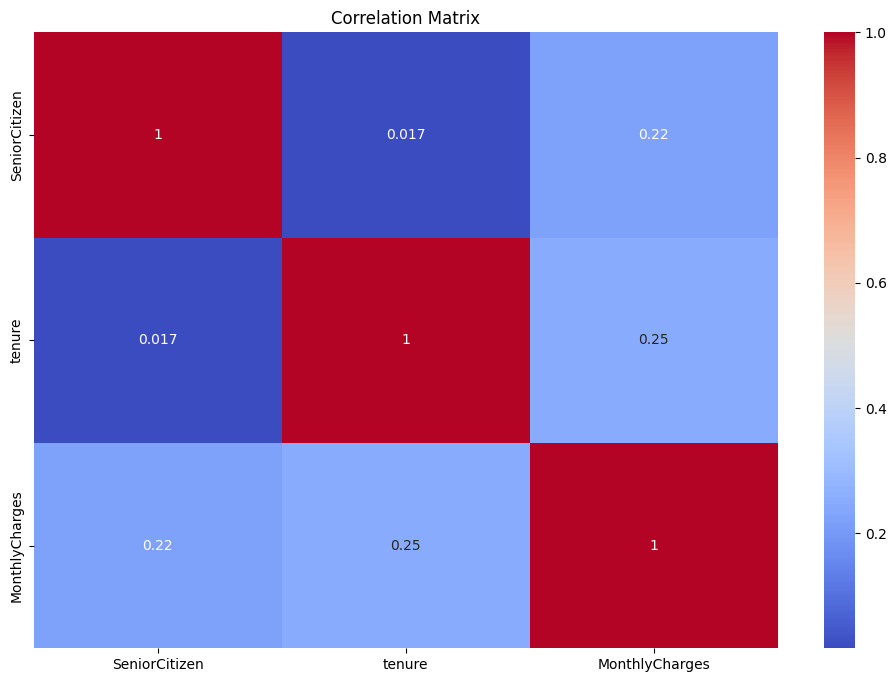 Correlation Matrix
SeniorCitizen
1
0.017
0.22
tenure
0.017
1
0.25
MonthlyCharges
0.22
0.25
1
SeniorCitizen
tenure
MonthlyCharges
1.0
0.8
0.6
0.4
0.2